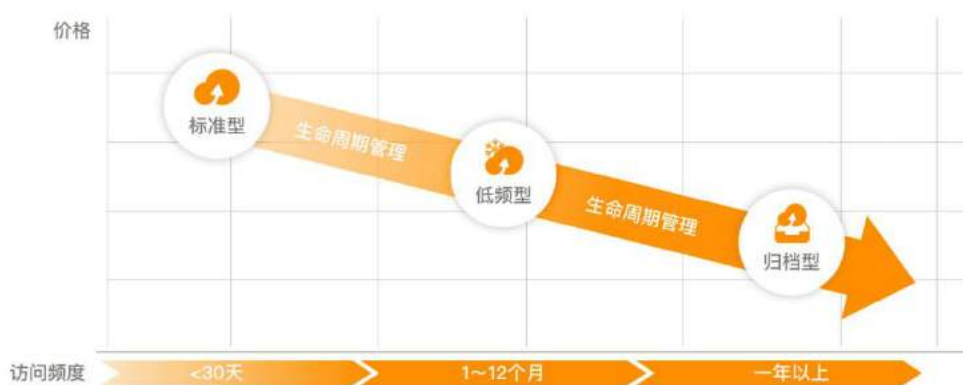 价格
标准型
生命周期管理
低频型
生命周期管理
归档型
访问频度
<30天
1～12个月
一年以上